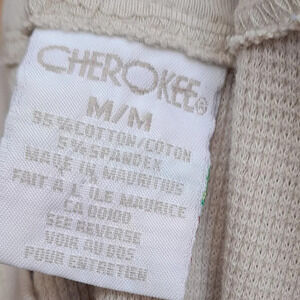 CHEROKEE®
M/M
95%COTTON/COTON
5%SPANDEX
MADE IN MAURITIUS
FAIT À L'ILE MAURICE
CA 00100
SEE REVERSE
VOIR AU DOS
POUR ENTRETIEN